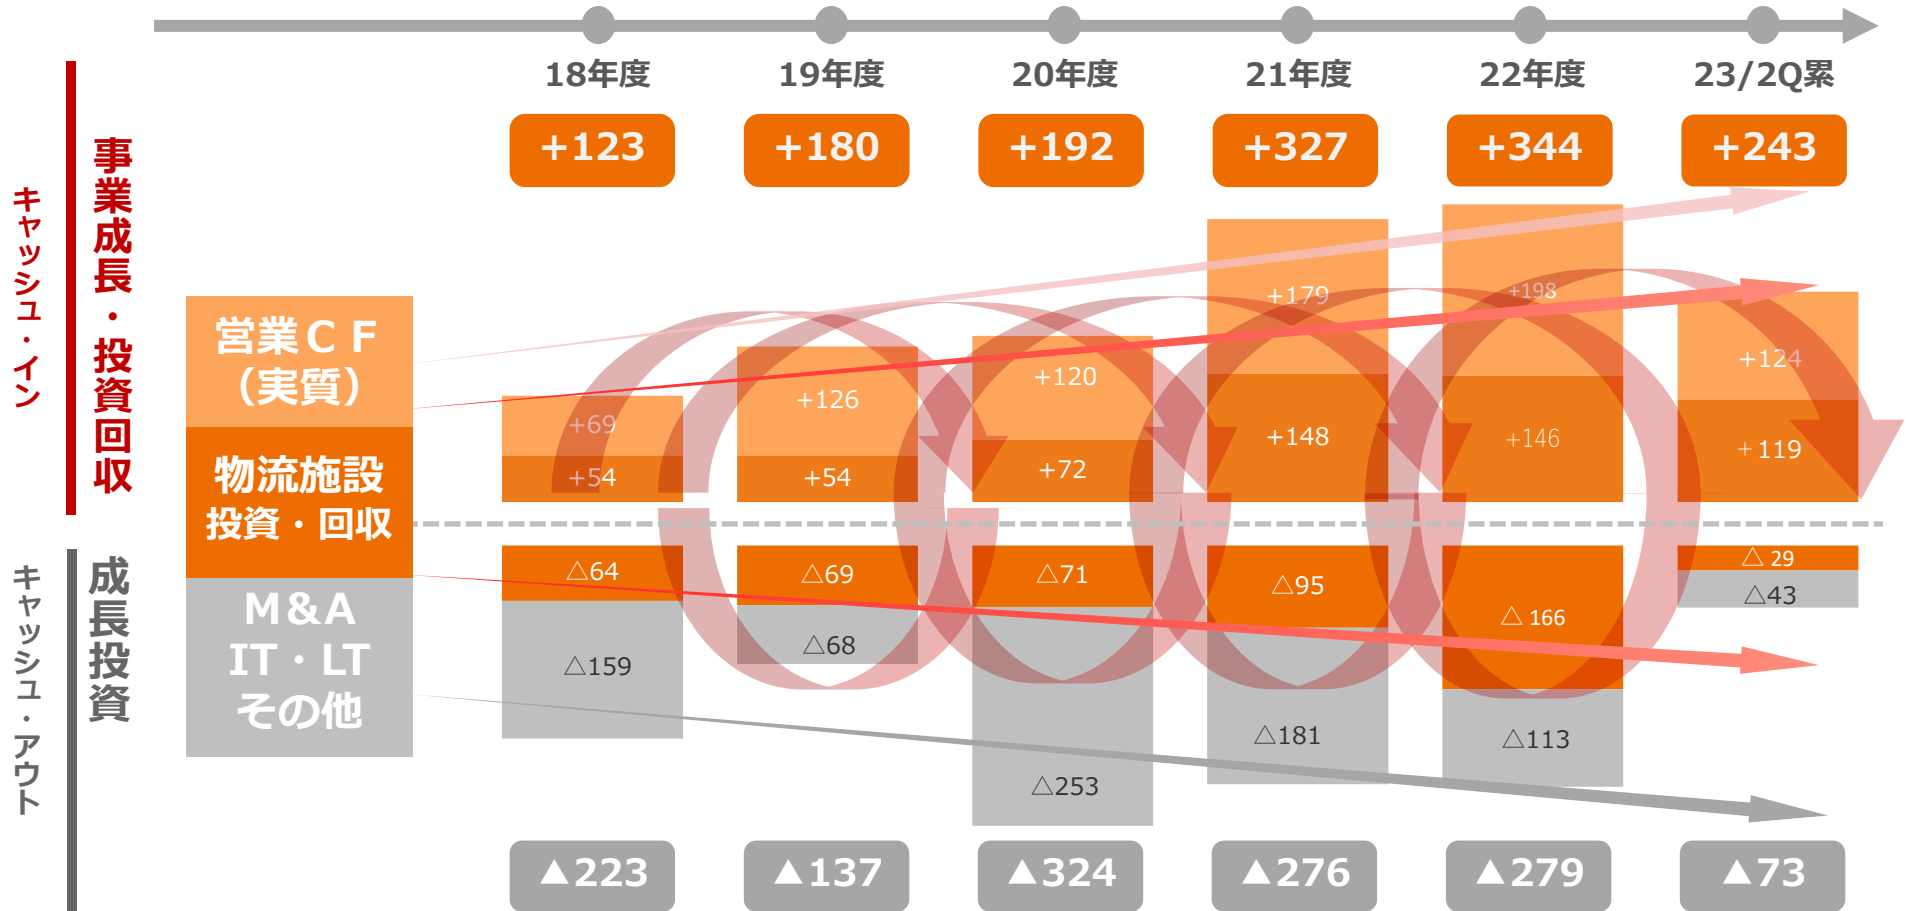 18年度
19年度
20年度
21年度
22年度
23/2Q累
+123
+180
+192
+327
+344
+243
キャッシュ・イン
事業成長・投資回収
営業ＣＦ
（実質）
物流施設
投資・回収
M&A
IT・LT
その他
+69
+126
+120
+179
+198
+124
+54
+54
+72
+148
+146
+119
キャッシュ・アウト
成長投資
△64
△69
△71
△95
△ 166
△ 29
△159
△68
△253
△181
△113
△43
▲223
▲137
▲324
▲276
▲279
▲73